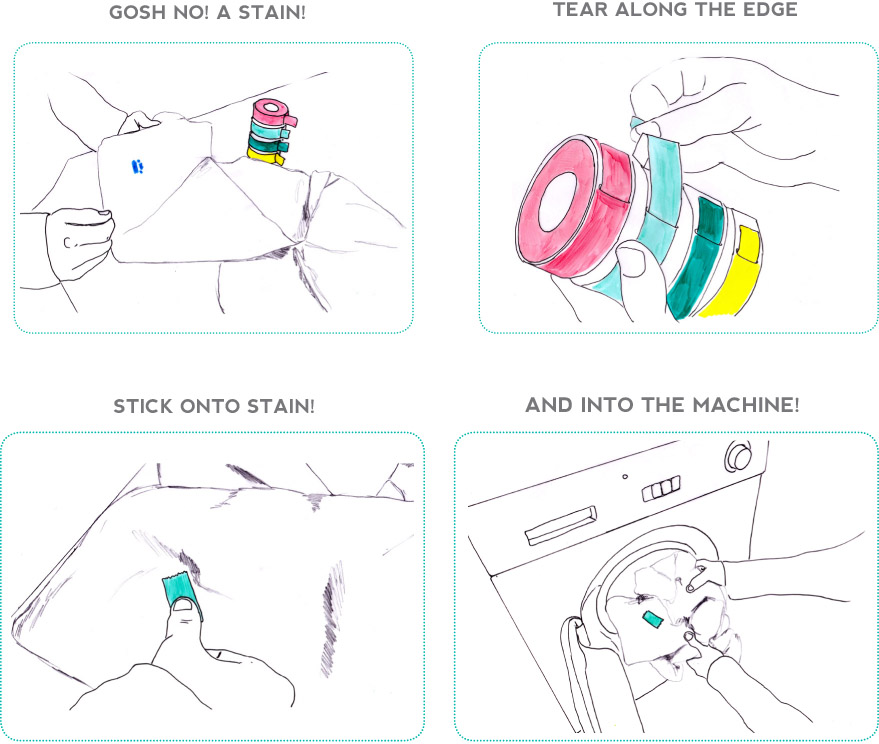 GOSH NO! A STAIN!
TEAR ALONG THE EDGE
STICK ONTO STAIN!
AND INTO THE MACHINE!